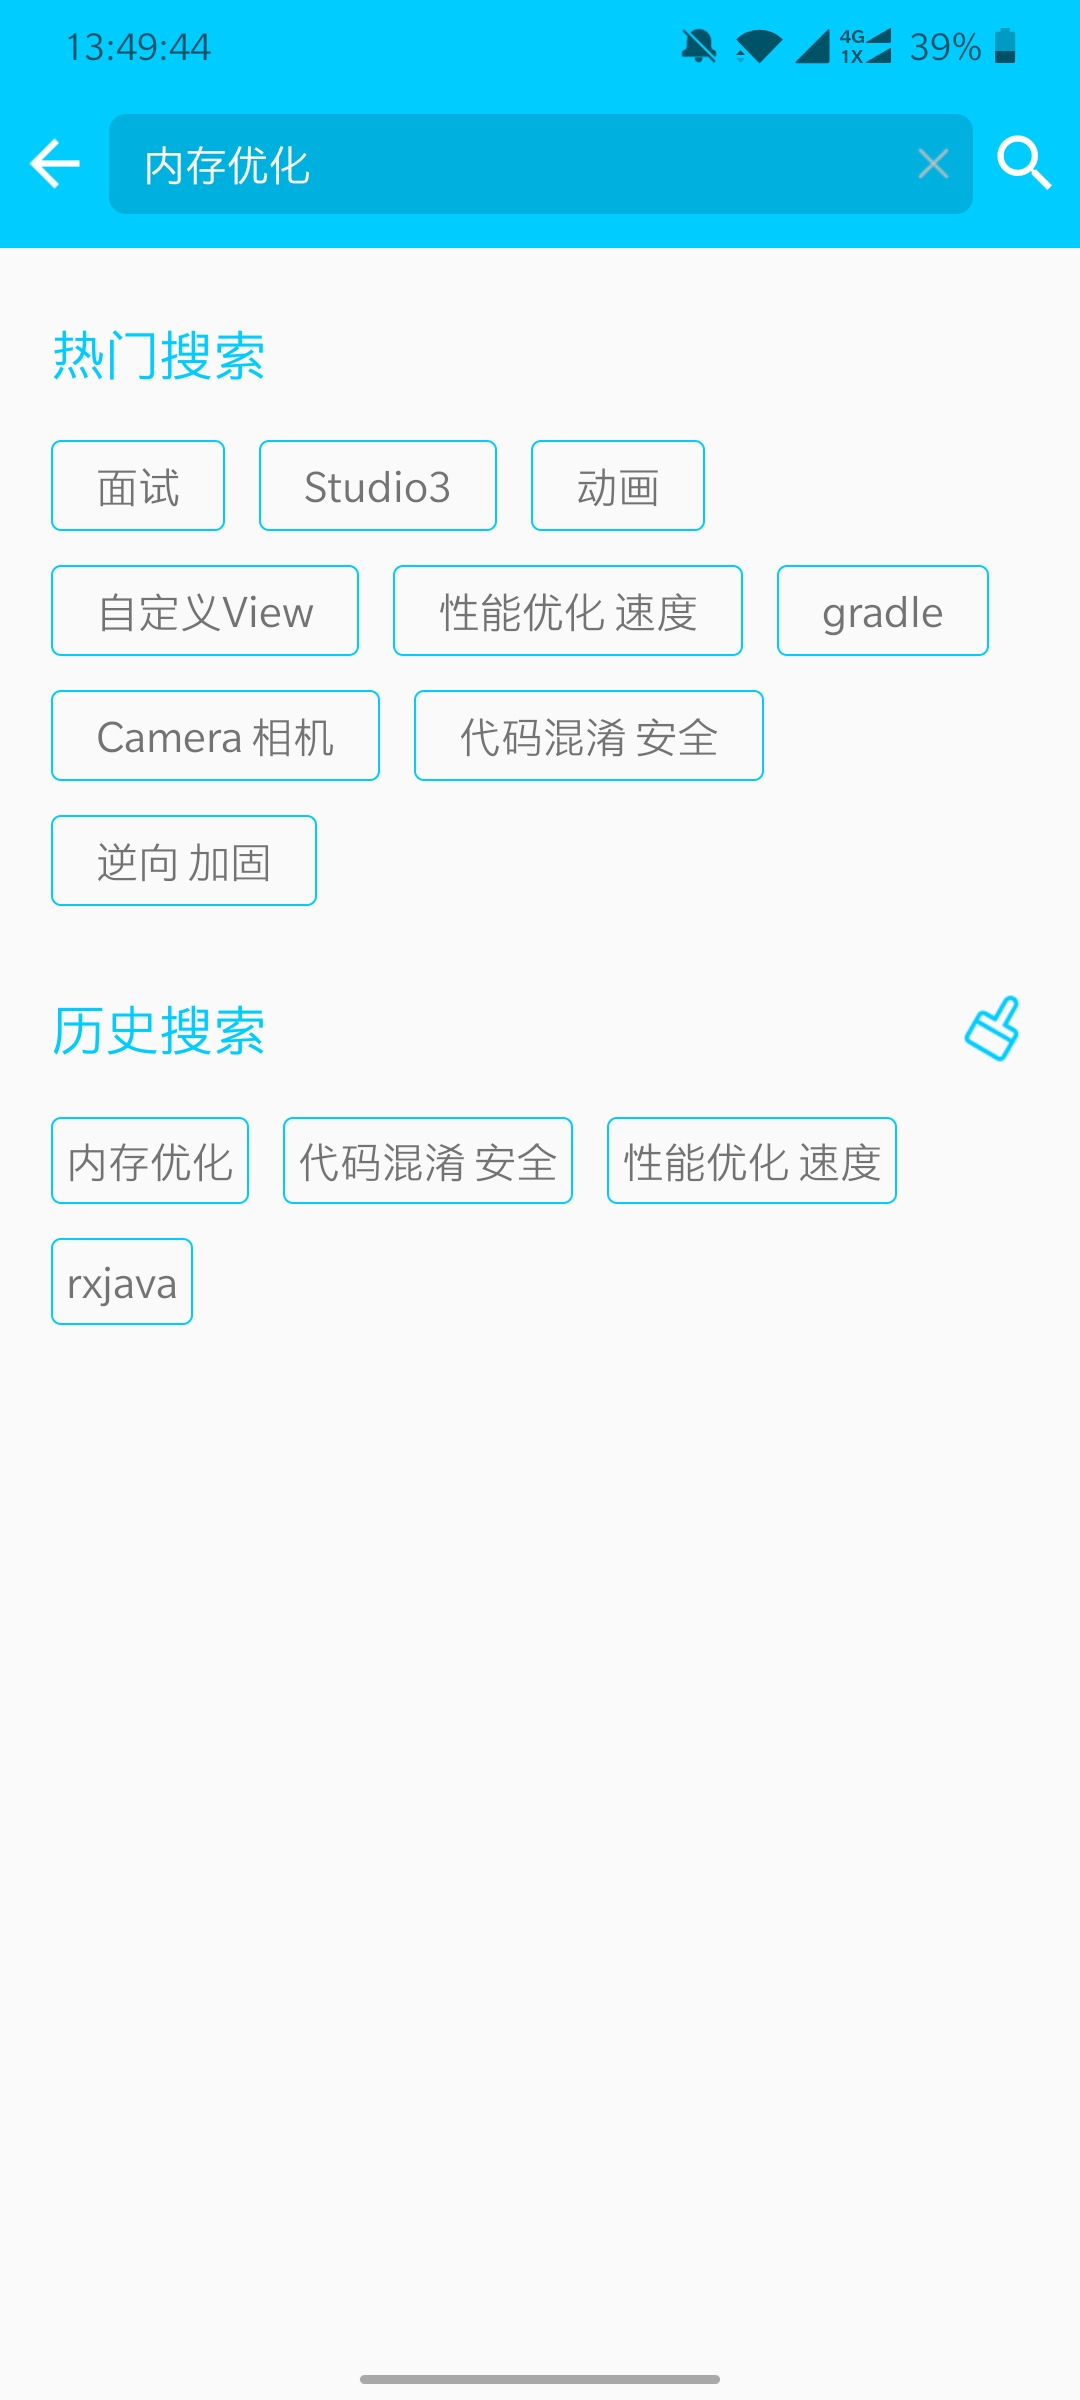 13:49:44 4G 1X 39%
内存优化
热门搜索
面试 Studio3 动画
自定义View 性能优化 速度 gradle
Camera 相机 代码混淆 安全
逆向 加固
历史搜索
内存优化 代码混淆 安全 性能优化 速度
rxjava